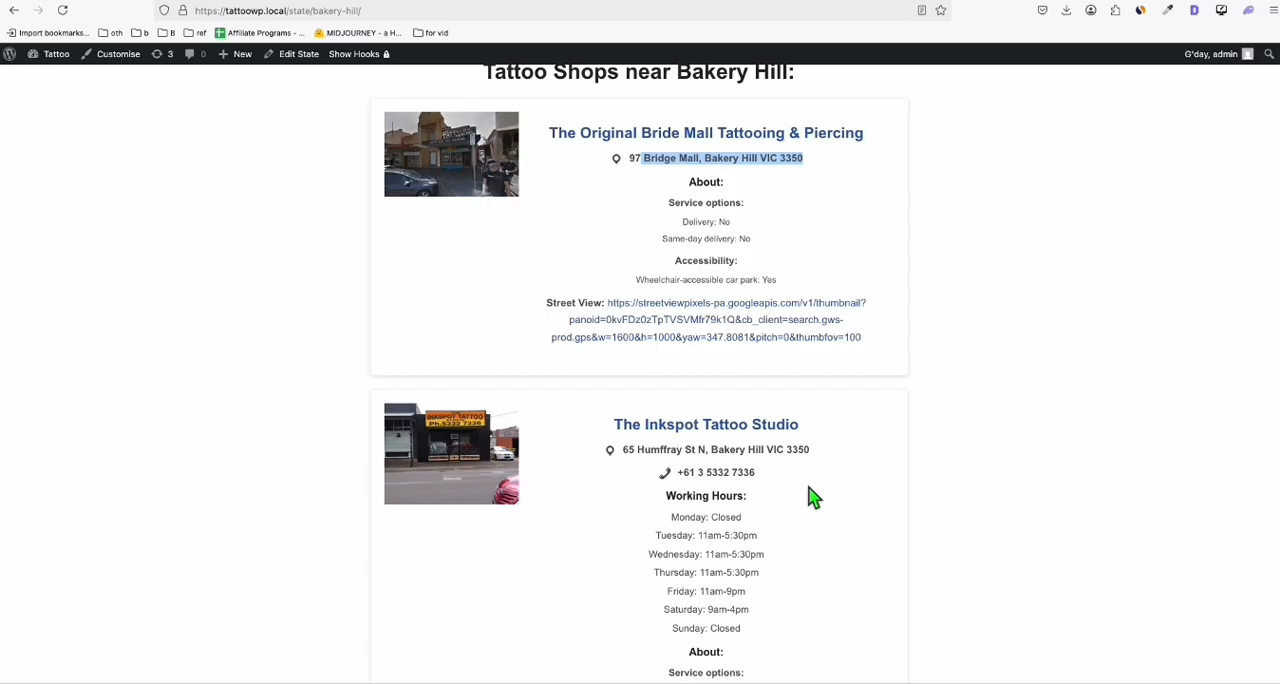 https://tattoowp.local/state/bakery-hill/
Import bookmarks... oth b B ref Affiliate Programs - ... MIDJOURNEY - a H... for vid
Tattoo Customise 3 0 New Edit State Show Hooks G'day, admin
Tattoo Shops near Bakery Hill:
The Original Bride Mall Tattooing & Piercing
97 Bridge Mall, Bakery Hill VIC 3350
About:
Service options:
Delivery: No
Same-day delivery: No
Accessibility:
Wheelchair-accessible car park: Yes
Street View: https://streetviewpixels-pa.googleapis.com/v1/thumbnail?
panoid=0kvFDz0zTpTVSVMfr79k1Q&cb_client=search.gws-
prod.gps&w=1600&h=1000&yaw=347.8081&pitch=0&thumbfov=100
INKSPOT TATTOO
Ph.5332 7336
The Inkspot Tattoo Studio
65 Humffray St N, Bakery Hill VIC 3350
+61 3 5332 7336
Working Hours:
Monday: Closed
Tuesday: 11am-5:30pm
Wednesday: 11am-5:30pm
Thursday: 11am-5:30pm
Friday: 11am-9pm
Saturday: 9am-4pm
Sunday: Closed
About:
Service options: